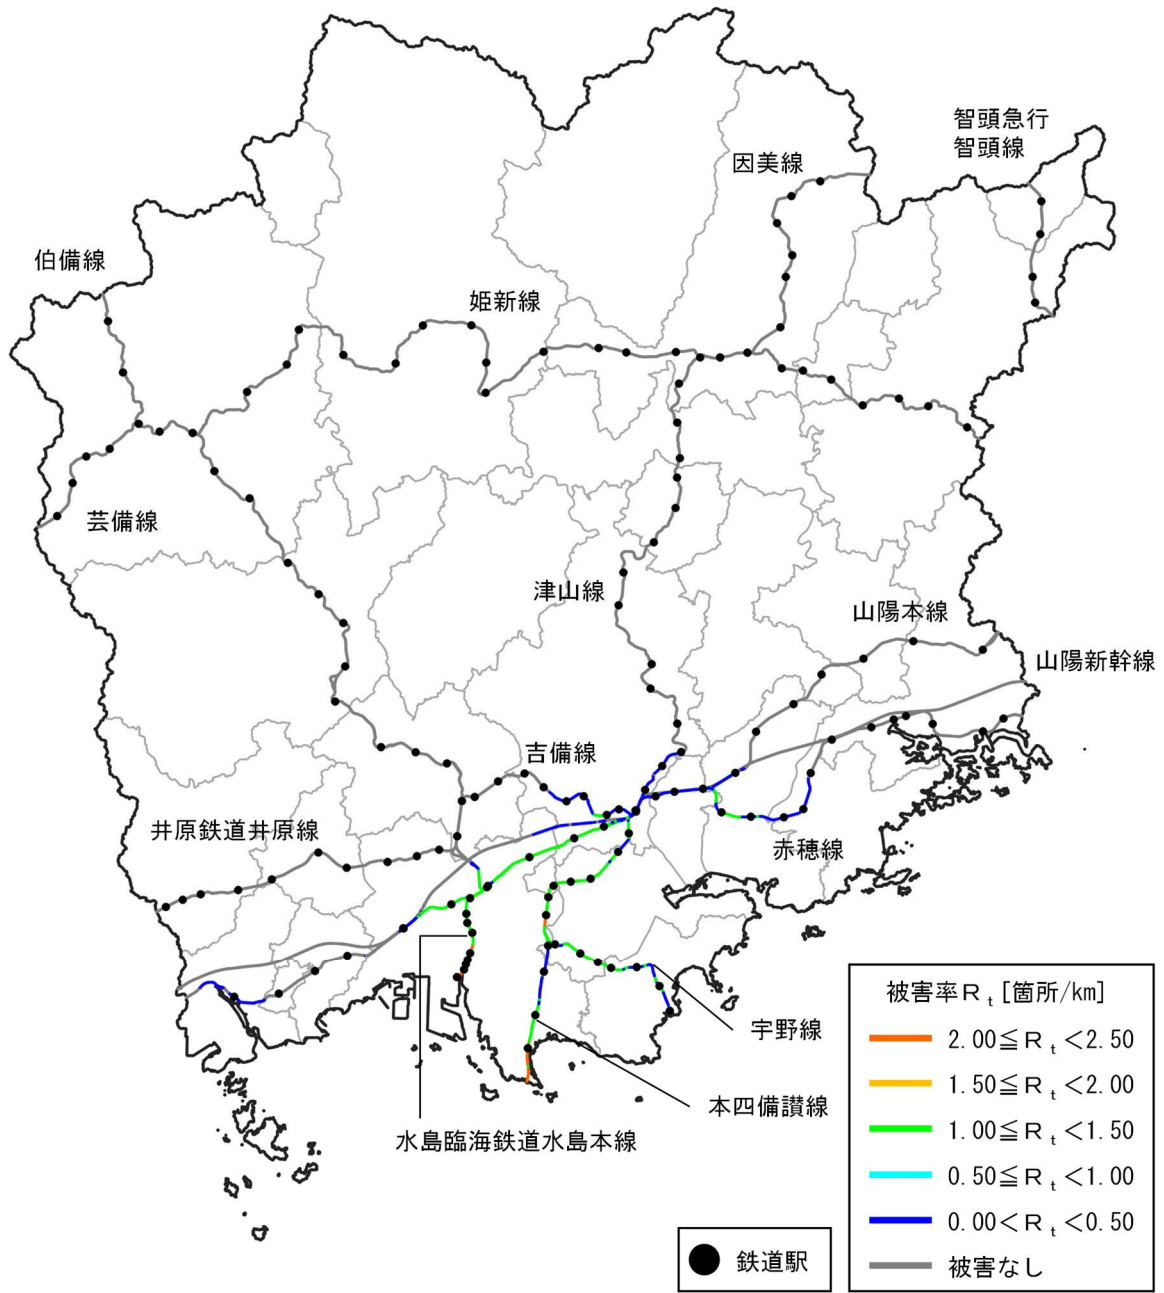 智頭急行
智頭線
因美線
伯備線
姫新線
芸備線
津山線
山陽本線
山陽新幹線
吉備線
井原鉄道井原線
赤穂線
宇野線
本四備讃線
水島臨海鉄道水島本線
被害率Ｒｔ[箇所/km]
2.00≦Ｒｔ＜2.50
1.50≦Ｒｔ＜2.00
1.00≦Ｒｔ＜1.50
0.50≦Ｒｔ＜1.00
0.00＜Ｒｔ＜0.50
被害なし
鉄道駅